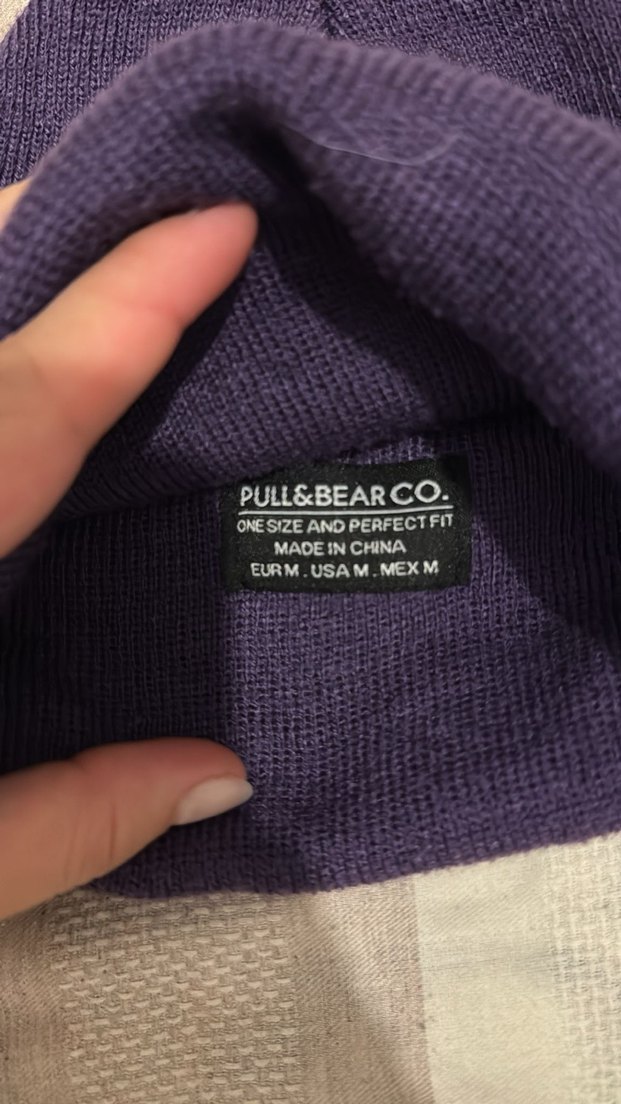 PULL&BEAR CO.
ONE SIZE AND PERFECT FIT
MADE IN CHINA
EUR M . USA M . MEX M